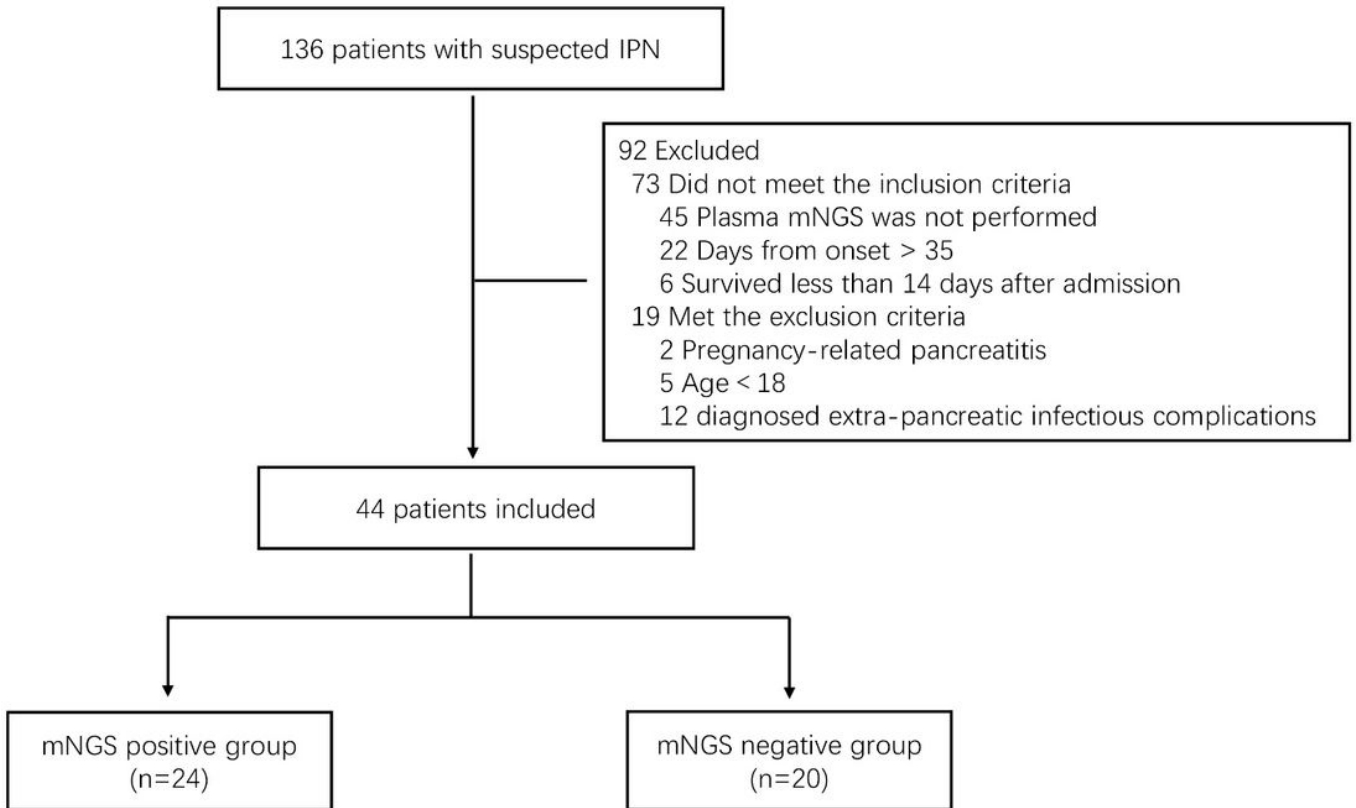 136 patients with suspected IPN
92 Excluded
73 Did not meet the inclusion criteria
45 Plasma mNGS was not performed
22 Days from onset > 35
6 Survived less than 14 days after admission
19 Met the exclusion criteria
2 Pregnancy-related pancreatitis
5 Age < 18
12 diagnosed extra-pancreatic infectious complications
44 patients included
mNGS positive group
(n=24)
mNGS negative group
(n=20)